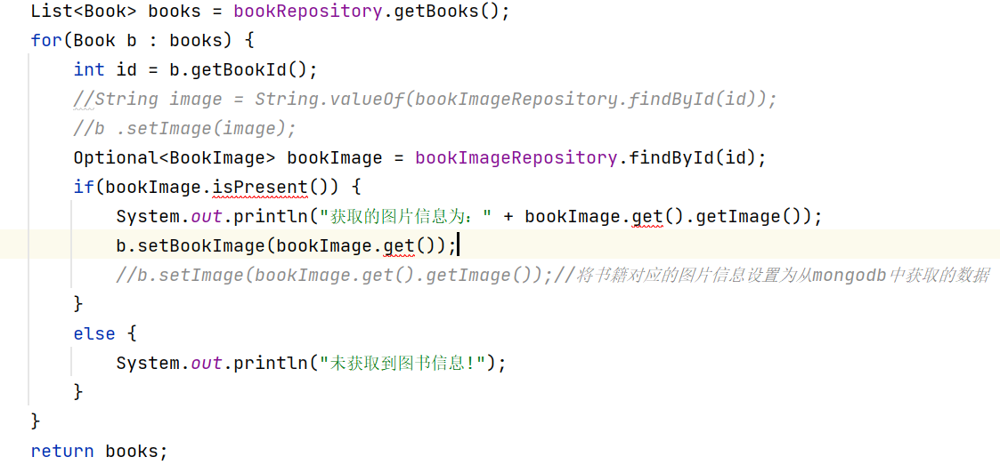 List<Book> books = bookRepository.getBooks();
for(Book b : books) {
int id = b.getBookId();
//String image = String.valueOf(bookImageRepository.findById(id));
//b .setImage(image);
Optional<BookImage> bookImage = bookImageRepository.findById(id);
if(bookImage.isPresent()) {
System.out.println("获取的图片信息为：" + bookImage.get().getImage());
b.setBookImage(bookImage.get());
//b.setImage(bookImage.get().getImage());//将书籍对应的图片信息设置为从mongodb中获取的数据
}
else {
System.out.println("未获取到图书信息！");
}
}
return books;